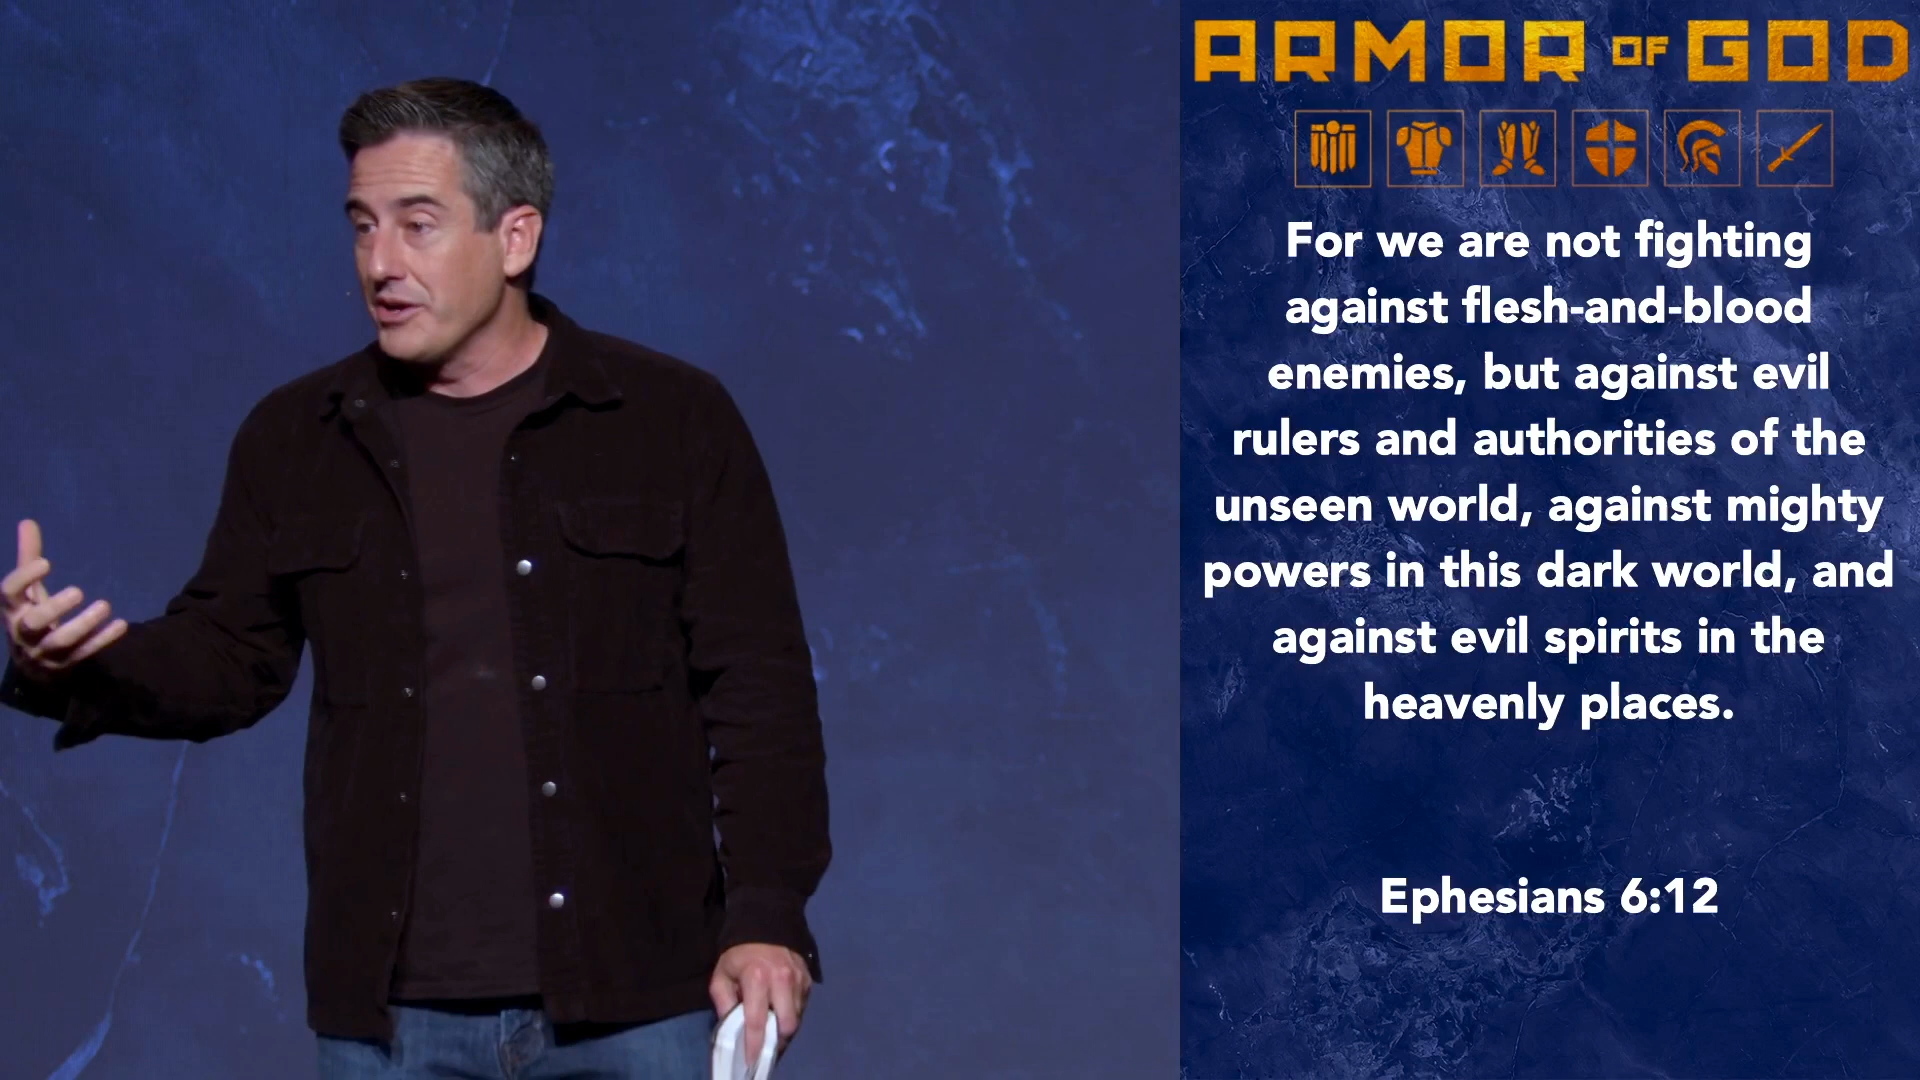 ARMOR OF GOD
For we are not fighting
against flesh-and-blood
enemies, but against evil
rulers and authorities of the
unseen world, against mighty
powers in this dark world, and
against evil spirits in the
heavenly places.
Ephesians 6:12